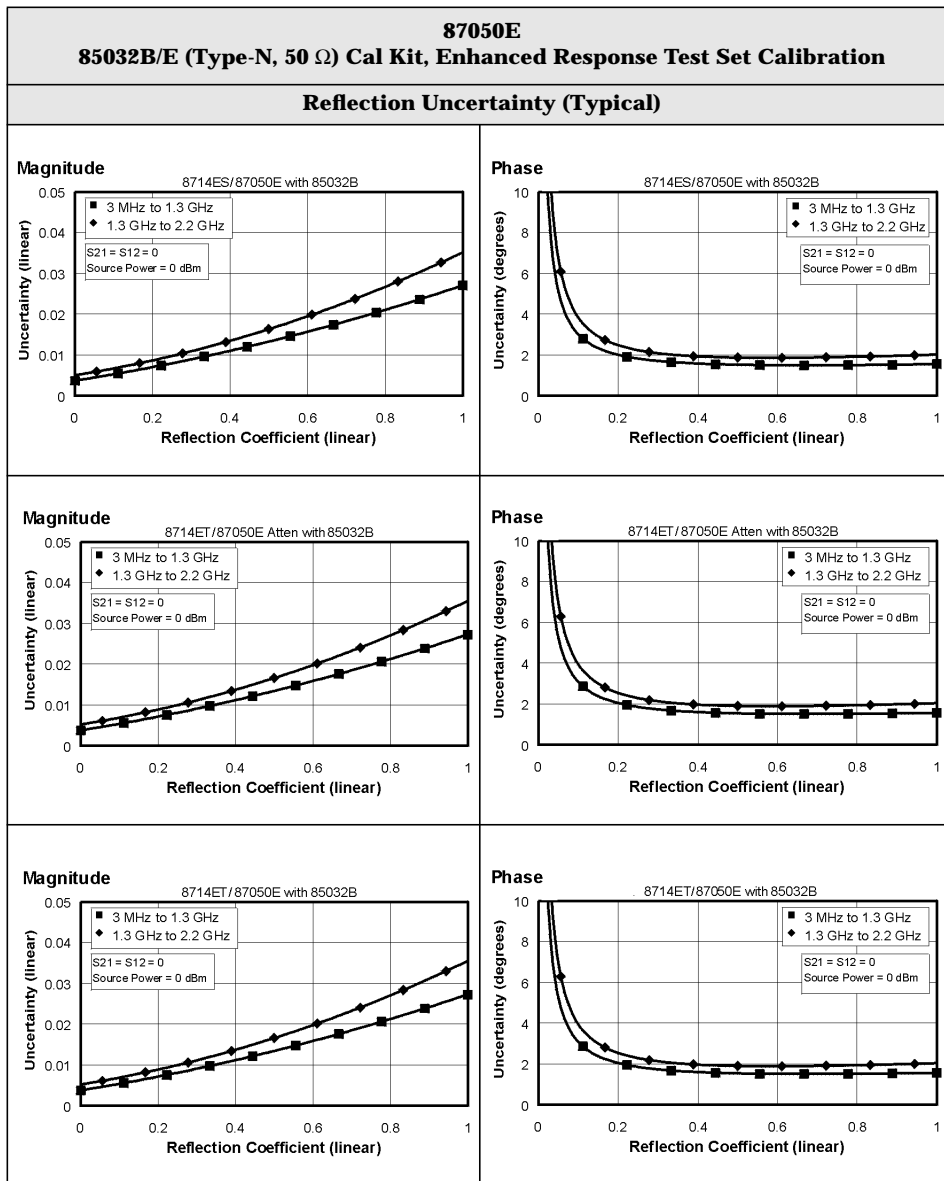 87050E
85032B/E (Type-N, 50 Ω) Cal Kit, Enhanced Response Test Set Calibration
Reflection Uncertainty (Typical)
Magnitude
8714ES/87050E with 85032B
Uncertainty (linear)
0.05
0.04
0.03
0.02
0.01
0
3 MHz to 1.3 GHz
1.3 GHz to 2.2 GHz
S21 = S12 = 0
Source Power = 0 dBm
0 0.2 0.4 0.6 0.8 1
Reflection Coefficient (linear)
Phase
8714ES/87050E with 85032B
Uncertainty (degrees)
10
8
6
4
2
0
3 MHz to 1.3 GHz
1.3 GHz to 2.2 GHz
S21 = S12 = 0
Source Power = 0 dBm
0 0.2 0.4 0.6 0.8 1
Reflection Coefficient (linear)
Magnitude
8714ET/87050E Atten with 85032B
Uncertainty (linear)
0.05
0.04
0.03
0.02
0.01
0
3 MHz to 1.3 GHz
1.3 GHz to 2.2 GHz
S21 = S12 = 0
Source Power = 0 dBm
0 0.2 0.4 0.6 0.8 1
Reflection Coefficient (linear)
Phase
8714ET/87050E Atten with 85032B
Uncertainty (degrees)
10
8
6
4
2
0
3 MHz to 1.3 GHz
1.3 GHz to 2.2 GHz
S21 = S12 = 0
Source Power = 0 dBm
0 0.2 0.4 0.6 0.8 1
Reflection Coefficient (linear)
Magnitude
8714ET/87050E with 85032B
Uncertainty (linear)
0.05
0.04
0.03
0.02
0.01
0
3 MHz to 1.3 GHz
1.3 GHz to 2.2 GHz
S21 = S12 = 0
Source Power = 0 dBm
0 0.2 0.4 0.6 0.8 1
Reflection Coefficient (linear)
Phase
8714ET/87050E with 85032B
Uncertainty (degrees)
10
8
6
4
2
0
3 MHz to 1.3 GHz
1.3 GHz to 2.2 GHz
S21 = S12 = 0
Source Power = 0 dBm
0 0.2 0.4 0.6 0.8 1
Reflection Coefficient (linear)